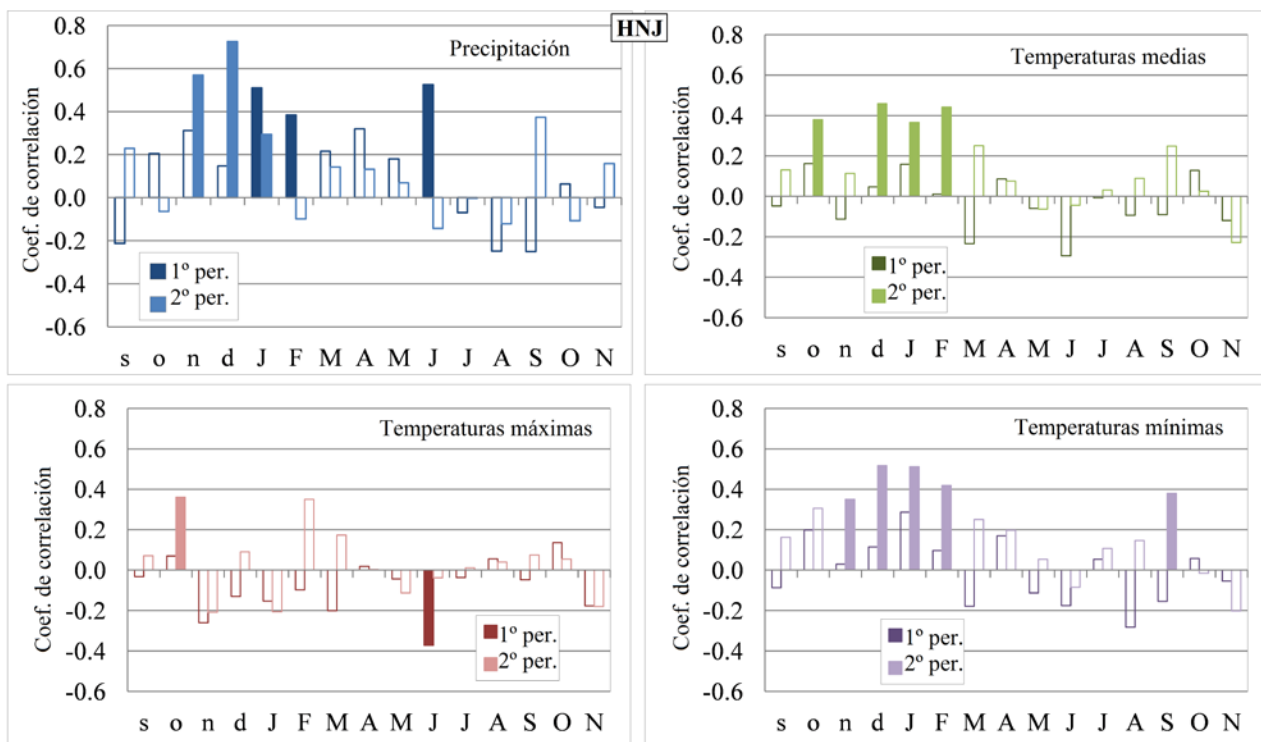 HNJ
Precipitación
Coef. de correlación
0.8
0.6
0.4
0.2
0.0
-0.2
-0.4
-0.6
1º per.
2º per.
s o n d J F M A M J J A S O N
Temperaturas medias
Coef. de correlación
0.8
0.6
0.4
0.2
0.0
-0.2
-0.4
-0.6
1º per.
2º per.
s o n d J F M A M J J A S O N
Temperaturas máximas
Coef. de correlación
0.8
0.6
0.4
0.2
0.0
-0.2
-0.4
-0.6
1º per.
2º per.
s o n d J F M A M J J A S O N
Temperaturas mínimas
Coef. de correlación
0.8
0.6
0.4
0.2
0.0
-0.2
-0.4
-0.6
1º per.
2º per.
s o n d J F M A M J J A S O N